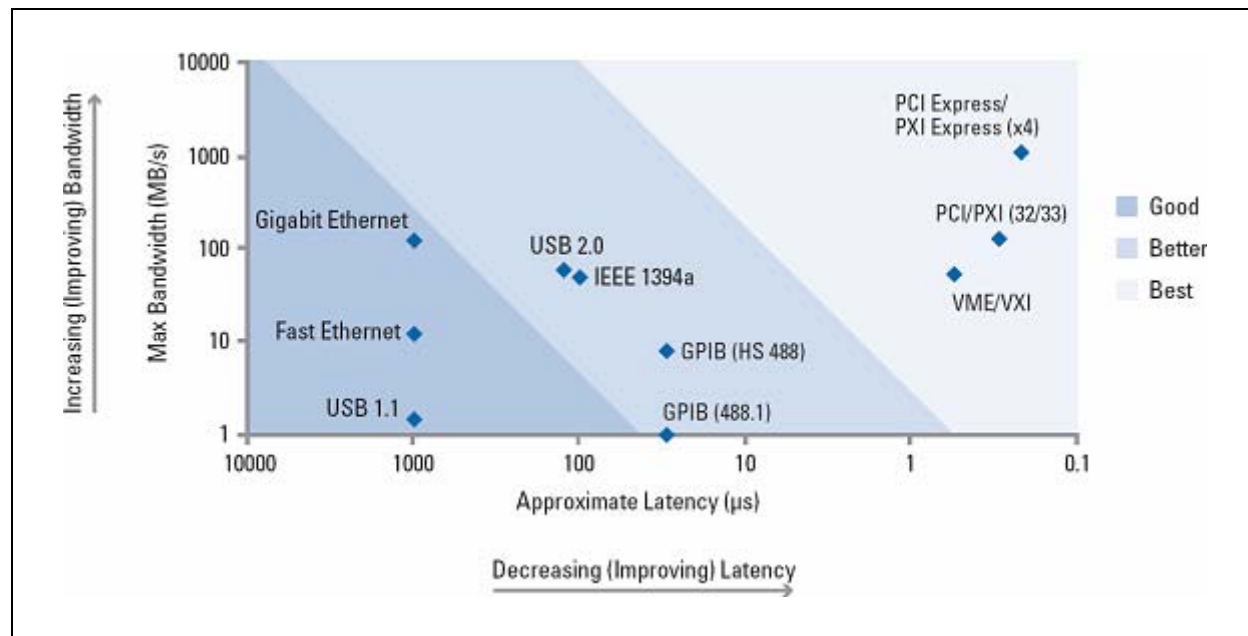 Increasing (Improving) Bandwidth
Max Bandwidth (MB/s)
10000
1000
100
10
1
PCI Express/
PXI Express (x4)
Gigabit Ethernet
USB 2.0
IEEE 1394a
PCI/PXI (32/33)
VME/VXI
Fast Ethernet
GPIB (HS 488)
USB 1.1
GPIB (488.1)
Good
Better
Best
10000 1000 100 10 1 0.1
Approximate Latency (µs)
Decreasing (Improving) Latency